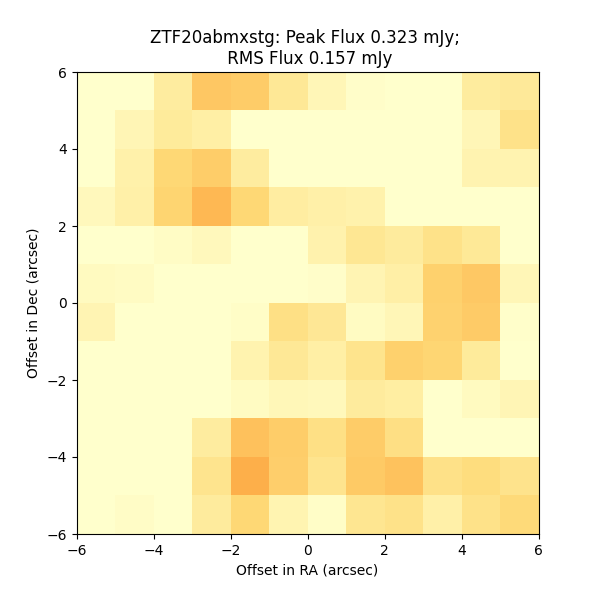 ZTF20abmxstg: Peak Flux 0.323 mJy;
RMS Flux 0.157 mJy
6
4
2
0
−2
−4
−6
Offset in Dec (arcsec)
−6 −4 −2 0 2 4 6
Offset in RA (arcsec)